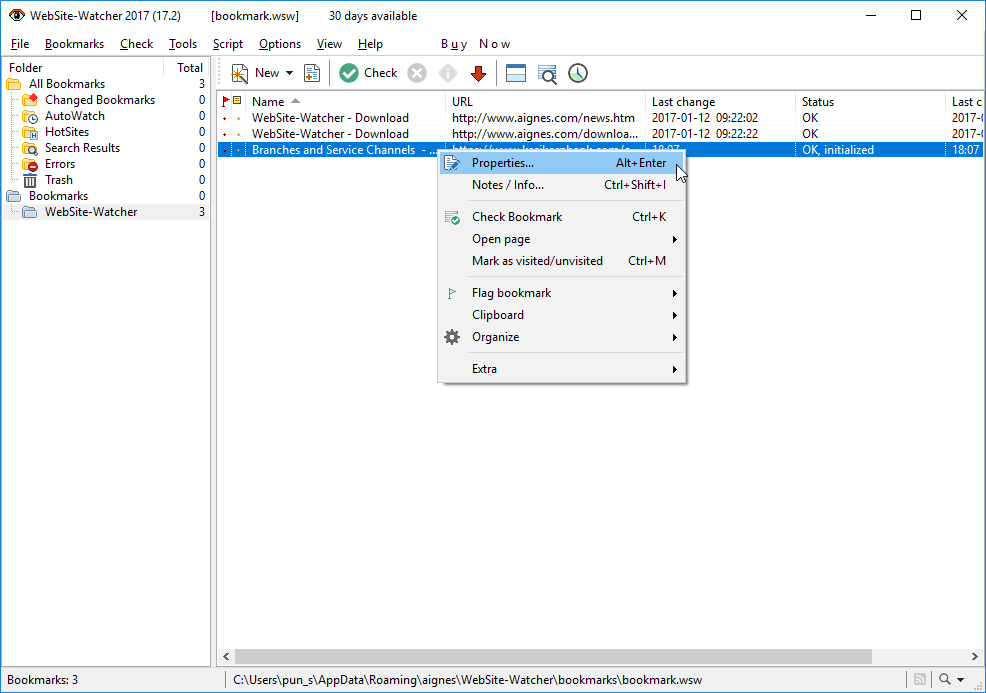 WebSite-Watcher 2017 (17.2) [bookmark.wsw] 30 days available
File Bookmarks Check Tools Script Options View Help Buy Now
Folder Total
All Bookmarks 3
Changed Bookmarks 0
AutoWatch 0
HotSites 0
Search Results 0
Errors 0
Trash 0
Bookmarks 0
WebSite-Watcher 3
New Check
Name URL Last change Status Last c
WebSite-Watcher - Download http://www.aignes.com/news.htm 2017-01-12 09:22:02 OK 2017-
WebSite-Watcher - Download http://www.aignes.com/downloa... 2017-01-12 09:22:22 OK 2017-
Branches and Service Channels - ... 18:07 OK, initialized 18:07
Properties... Alt+Enter
Notes / Info... Ctrl+Shift+I
Check Bookmark Ctrl+K
Open page
Mark as visited/unvisited Ctrl+M
Flag bookmark
Clipboard
Organize
Extra
Bookmarks: 3 C:\Users\pun_s\AppData\Roaming\aignes\WebSite-Watcher\bookmarks\bookmark.wsw